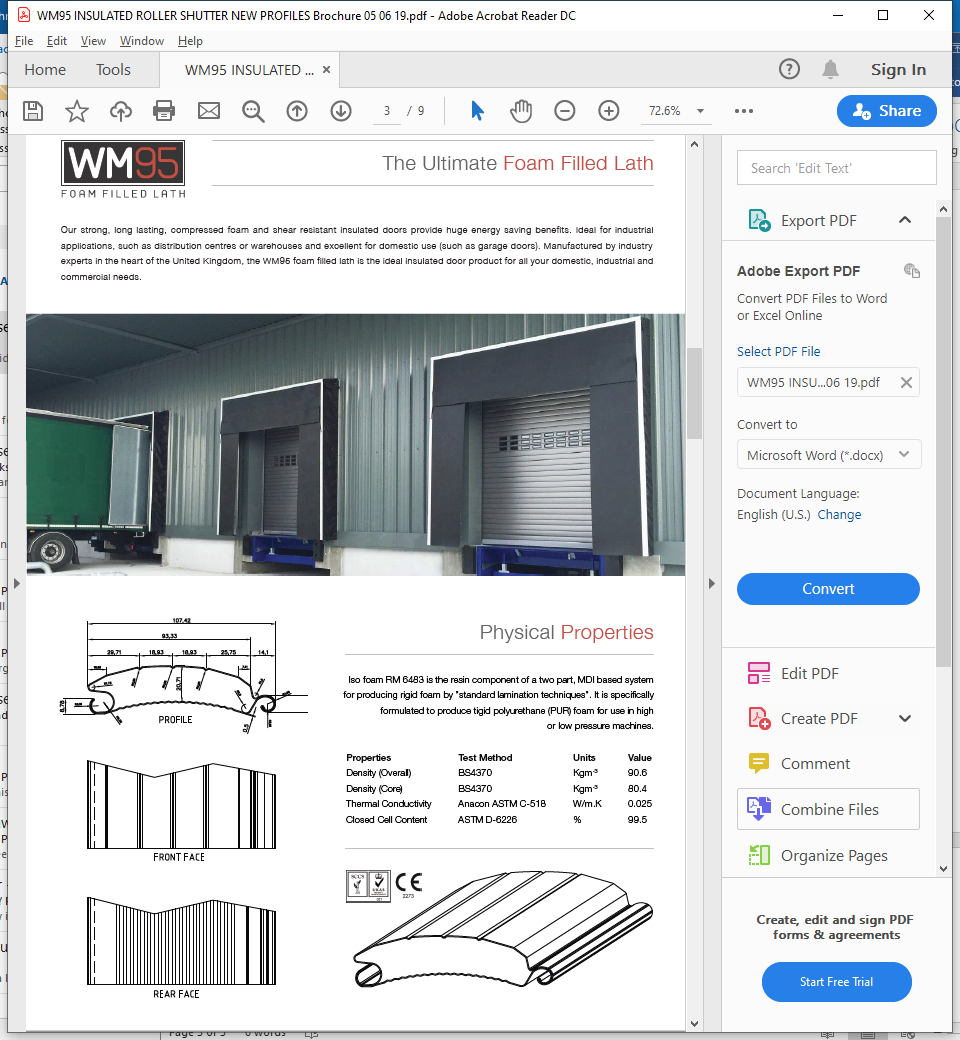 WM95 INSULATED ROLLER SHUTTER NEW PROFILES Brochure 05 06 19.pdf - Adobe Acrobat Reader DC
File Edit View Window Help
Home Tools WM95 INSULATED ... × Sign In
3 / 9 72.6% Share
WM95
FOAM FILLED LATH
The Ultimate Foam Filled Lath
Our strong, long lasting, compressed foam and shear resistant insulated doors provide huge energy saving benefits. Ideal for industrial
applications, such as distribution centres or warehouses and excellent for domestic use (such as garage doors). Manufactured by industry
experts in the heart of the United Kingdom, the WM95 foam filled lath is the ideal insulated door product for all your domestic, industrial and
commercial needs.
107,42
93,33
29,71 18,93 18,93 25,75 14,1
20,71
8,78
0,5
PROFILE
FRONT FACE
REAR FACE
Physical Properties
Iso foam RM 6483 is the resin component of a two part, MDI based system
for producing rigid foam by "standard lamination techniques". It is specifically
formulated to produce tigid polyurethane (PUR) foam for use in high
or low pressure machines.
Properties Test Method Units Value
Density (Overall) BS4370 Kgm-3 90.6
Density (Core) BS4370 Kgm-3 80.4
Thermal Conductivity Anacon ASTM C-518 W/m.K 0.025
Closed Cell Content ASTM D-6226 % 99.5
SCCS
CE
2273
Search 'Edit Text'
Export PDF
Adobe Export PDF
Convert PDF Files to Word
or Excel Online
Select PDF File
WM95 INSU...06 19.pdf
Convert to
Microsoft Word (*.docx)
Document Language:
English (U.S.) Change
Convert
Edit PDF
Create PDF
Comment
Combine Files
Organize Pages
Create, edit and sign PDF
forms & agreements
Start Free Trial